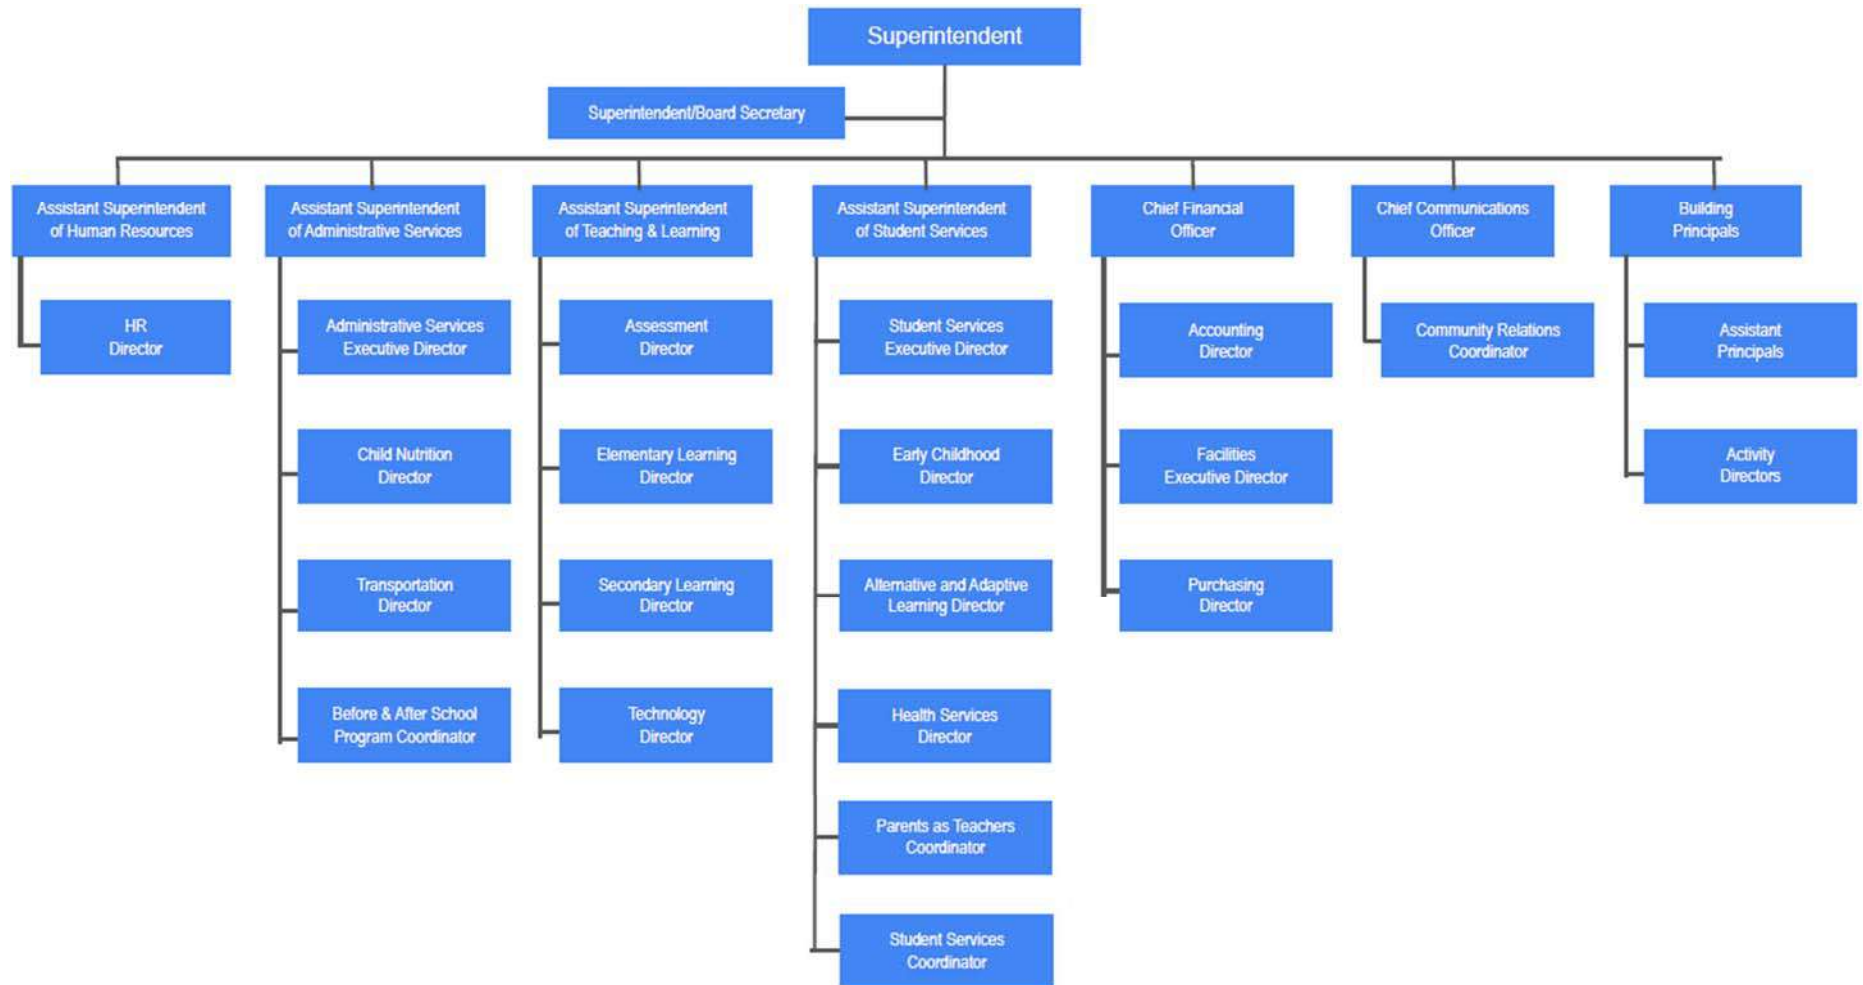 Superintendent
Superintendent/Board Secretary
Assistant Superintendent
of Human Resources
Assistant Superintendent
of Administrative Services
Assistant Superintendent
of Teaching & Learning
Assistant Superintendent
of Student Services
Chief Financial
Officer
Chief Communications
Officer
Building
Principals
HR
Director
Administrative Services
Executive Director
Assessment
Director
Student Services
Executive Director
Accounting
Director
Community Relations
Coordinator
Assistant
Principals
Child Nutrition
Director
Elementary Learning
Director
Early Childhood
Director
Facilities
Executive Director
Activity
Directors
Transportation
Director
Secondary Learning
Director
Alternative and Adaptive
Learning Director
Purchasing
Director
Before & After School
Program Coordinator
Technology
Director
Health Services
Director
Parents as Teachers
Coordinator
Student Services
Coordinator